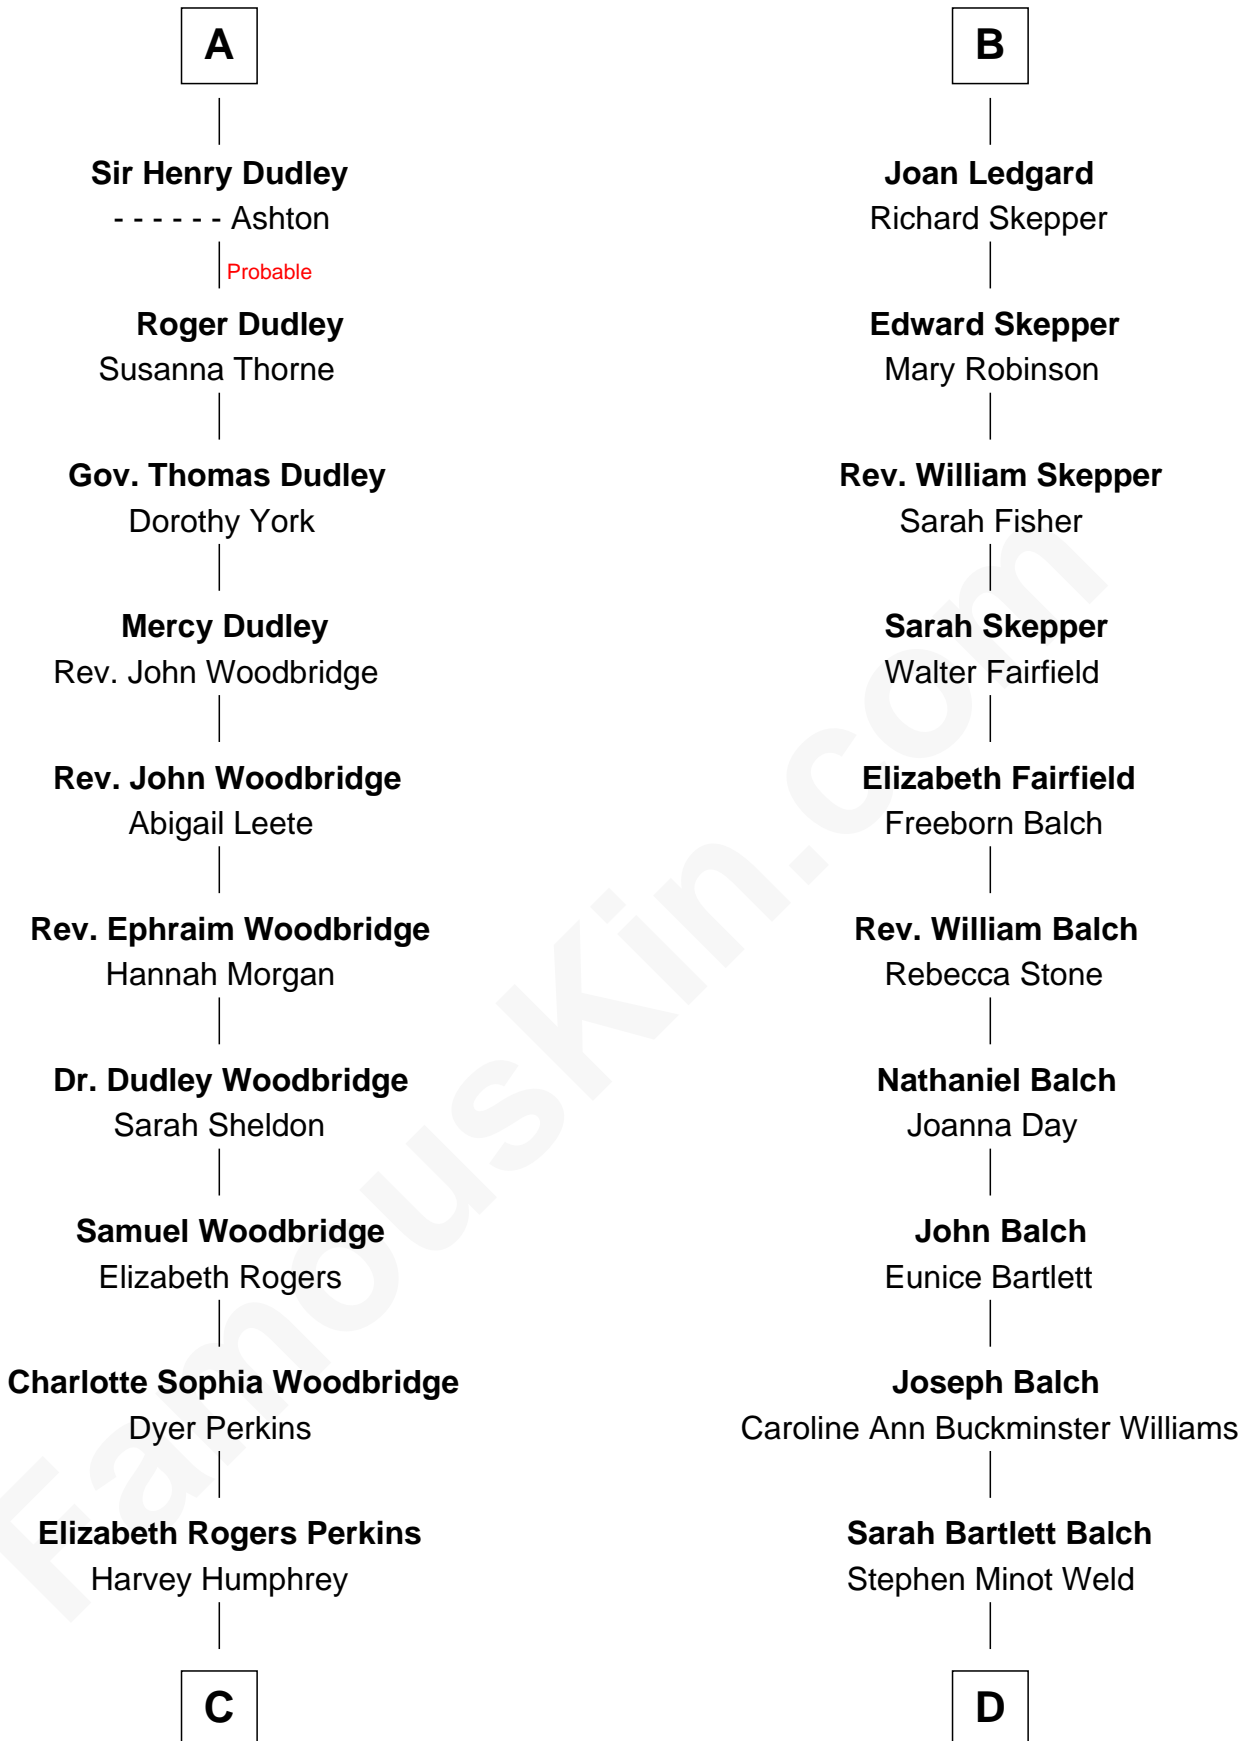 A
Sir Henry Dudley
- - - - - - Ashton
Probable
Roger Dudley
Susanna Thorne
Gov. Thomas Dudley
Dorothy York
Mercy Dudley
Rev. John Woodbridge
Rev. John Woodbridge
Abigail Leete
Rev. Ephraim Woodbridge
Hannah Morgan
Dr. Dudley Woodbridge
Sarah Sheldon
Samuel Woodbridge
Elizabeth Rogers
Charlotte Sophia Woodbridge
Dyer Perkins
Elizabeth Rogers Perkins
Harvey Humphrey
C
B
Joan Ledgard
Richard Skepper
Edward Skepper
Mary Robinson
Rev. William Skepper
Sarah Fisher
Sarah Skepper
Walter Fairfield
Elizabeth Fairfield
Freeborn Balch
Rev. William Balch
Rebecca Stone
Nathaniel Balch
Joanna Day
John Balch
Eunice Bartlett
Joseph Balch
Caroline Ann Buckminster Williams
Sarah Bartlett Balch
Stephen Minot Weld
D
FamousKin.com